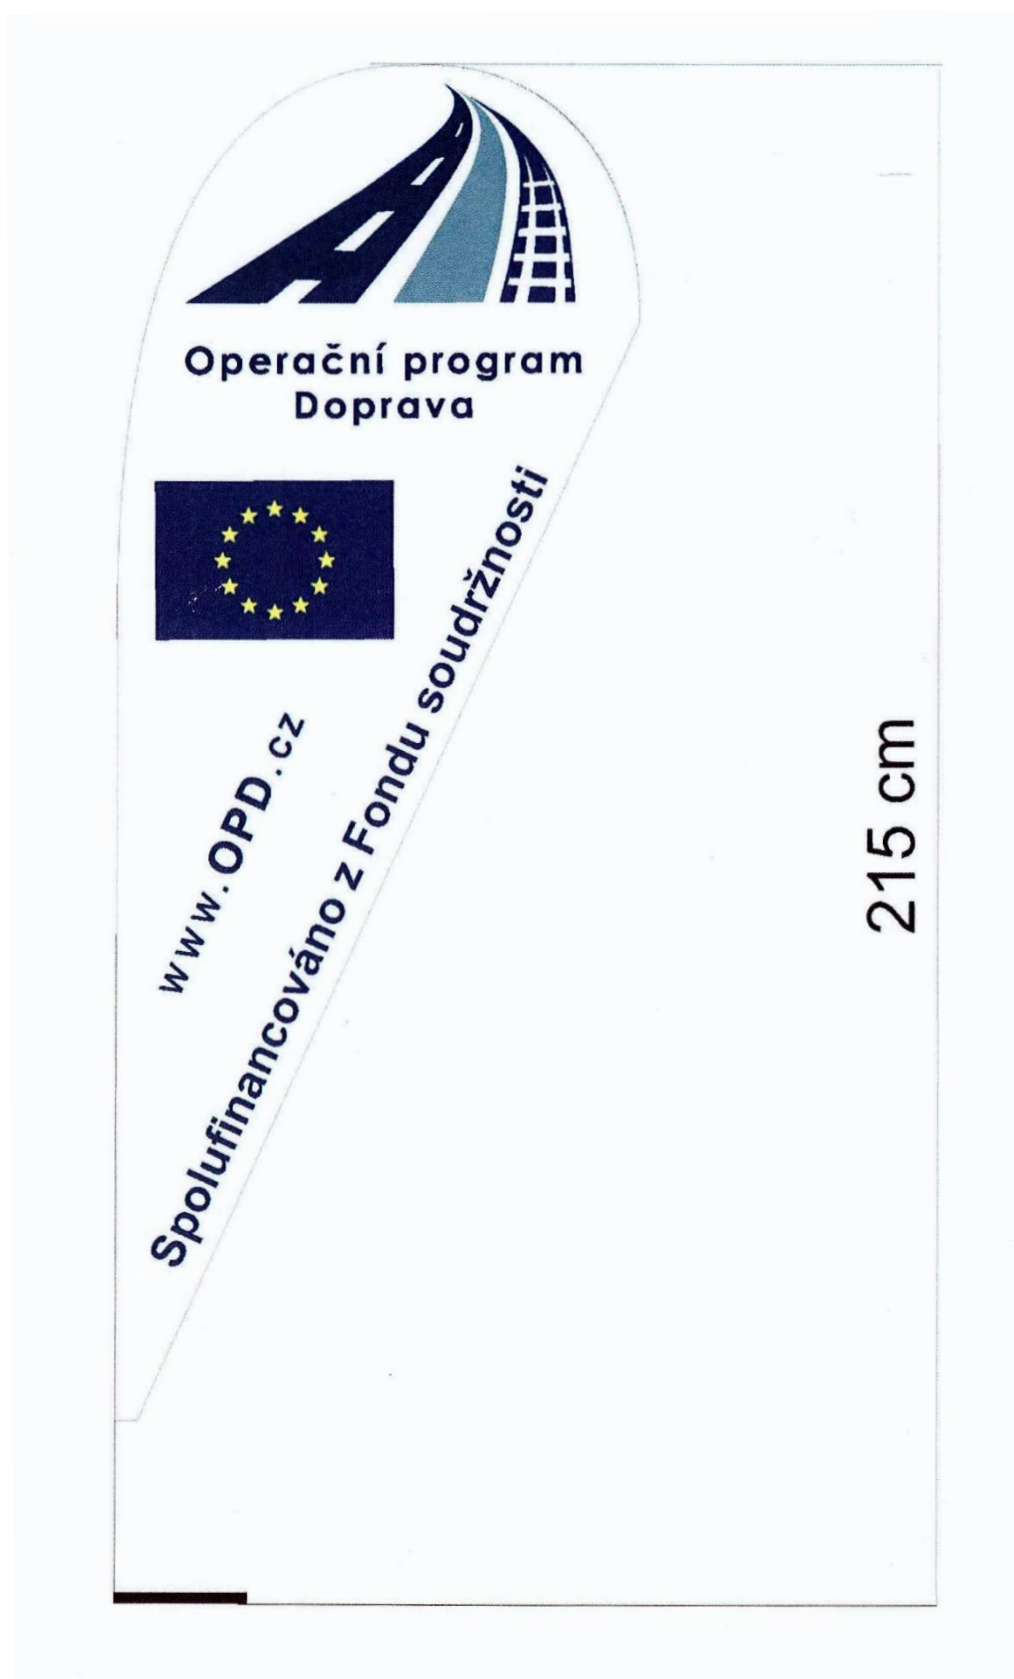 Operační program
Doprava
www.OPD.cz
Spolufinancováno z Fondu soudržnosti
215 cm